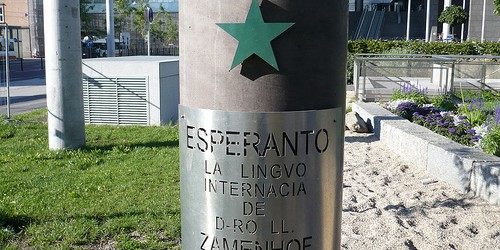 ESPERANTO
LA LINGVO
INTERNACIA
DE
D-RO LL.
ZAMENHOF